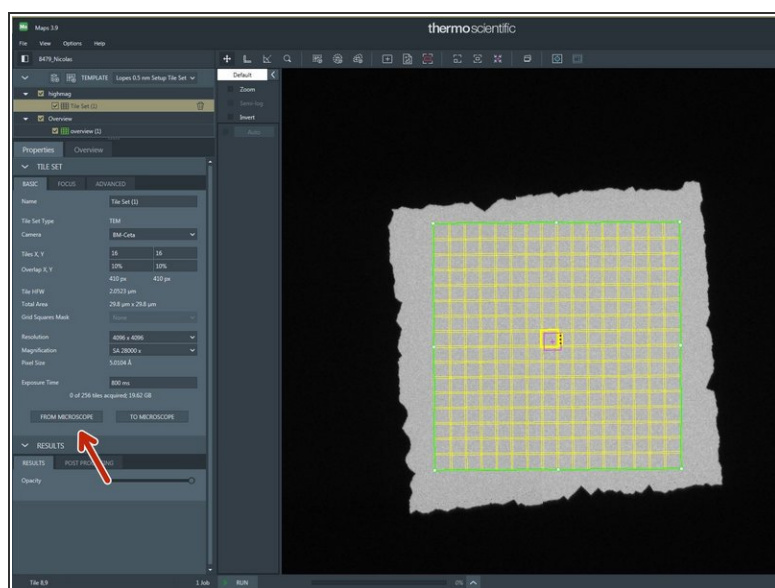 Maps 3.9
thermoscientific
File View Options Help
8479_Nicolas
TEMPLATE Lopes 0.5 nm Setup Tile Set
highmag
Tile Set (1)
Overview
overview (1)
Default
Zoom
Invert
Auto
Properties Overview
TILE SET
BASIC FOCUS ADVANCED
Name Tile Set (1)
Tile Set Type TEM
Camera BM-Ceta
Tiles X, Y 16 16
Overlap X, Y 10% 10%
410 px 410 px
Tile HFW 2.0523 µm
Total Area 29.8 µm x 29.8 µm
Grid Squares Mask None
Resolution 4096 x 4096
Magnification SA 28000 x
Pixel Size 5.0104 Å
Exposure Time 800 ms
0 of 256 tiles acquired; 19.62 GB
FROM MICROSCOPE TO MICROSCOPE
RESULTS
RESULTS POST PROCESSING
Opacity
Tile 8,9 1 Job RUN 0%